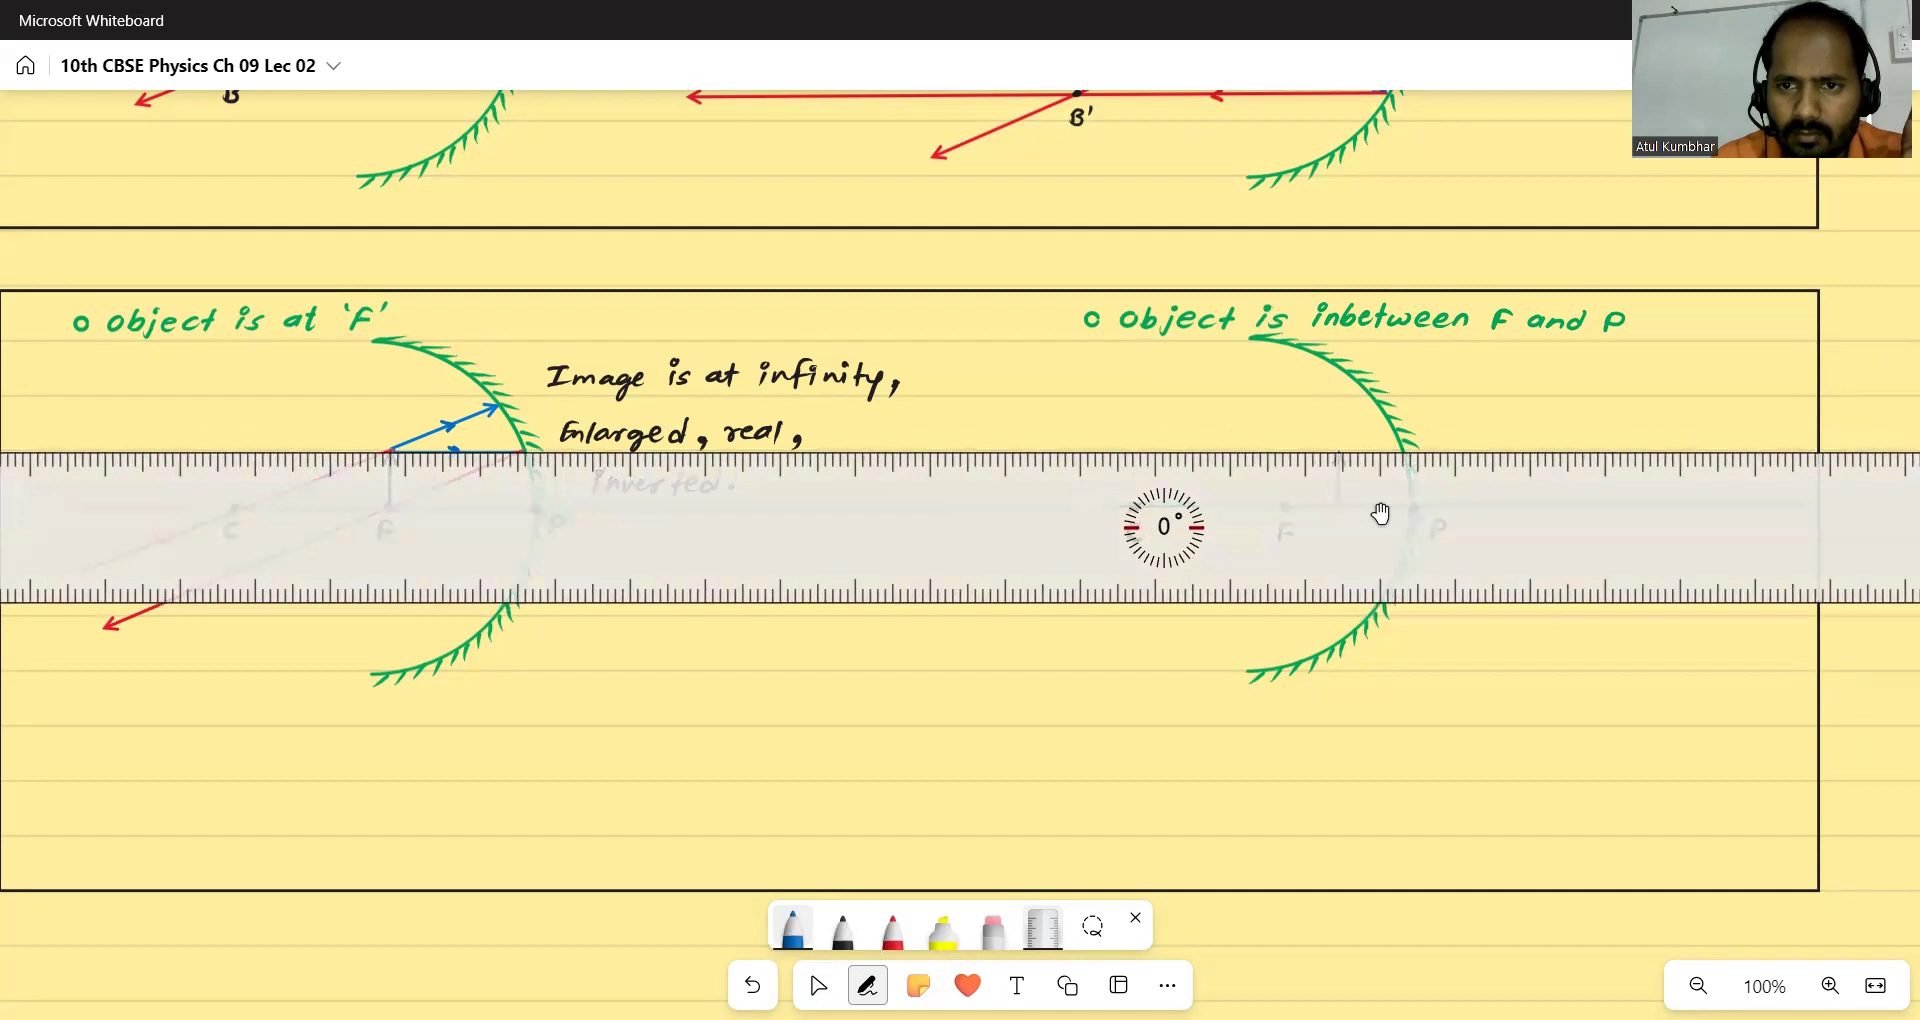 Microsoft Whiteboard
10th CBSE Physics Ch 09 Lec 02
Atul Kumbhar
B
B'
o object is at 'F'
o object is inbetween F and P
Image is at infinity,
Enlarged, real,
inverted.
C
F
P
0°
F
P
100%